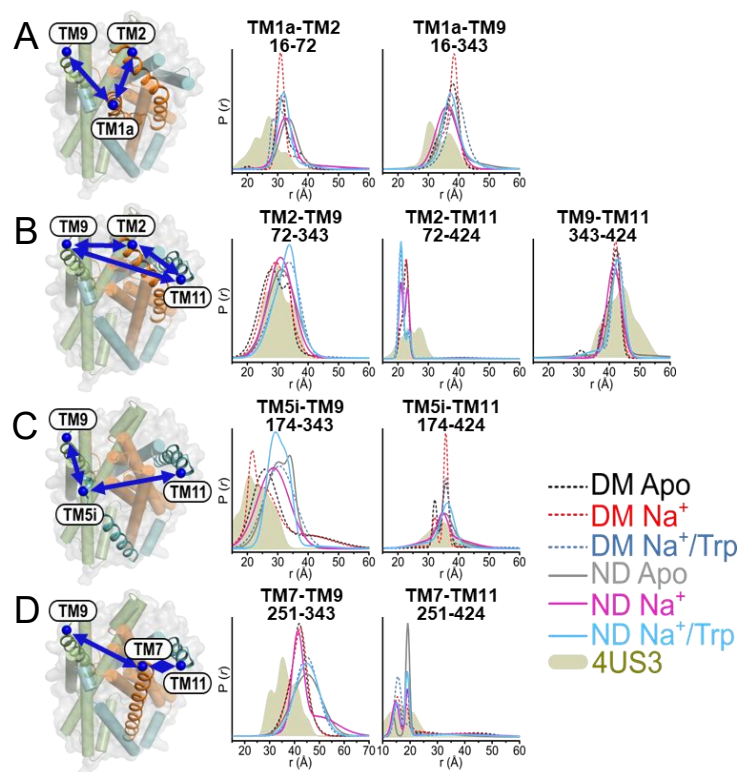 A
TM9 TM2
TM1a
TM1a-TM2
16-72
TM1a-TM9
16-343
P (r)
P (r)
20 30 40 50 60
20 30 40 50 60
r (Å)
r (Å)
B
TM9 TM2
TM11
TM2-TM9
72-343
TM2-TM11
72-424
TM9-TM11
343-424
P (r)
20 30 40 50 60
20 30 40 50 60
20 30 40 50 60
r (Å)
r (Å)
r (Å)
C
TM9
TM11
TM5i
TM5i-TM9
174-343
TM5i-TM11
174-424
P (r)
20 30 40 50 60
20 30 40 50 60
r (Å)
r (Å)
D
TM9
TM7
TM11
TM7-TM9
251-343
TM7-TM11
251-424
P (r)
20 30 40 50 60 70
10 20 30 40 50 60
r (Å)
r (Å)
DM Apo
DM Na⁺
DM Na⁺/Trp
ND Apo
ND Na⁺
ND Na⁺/Trp
4US3